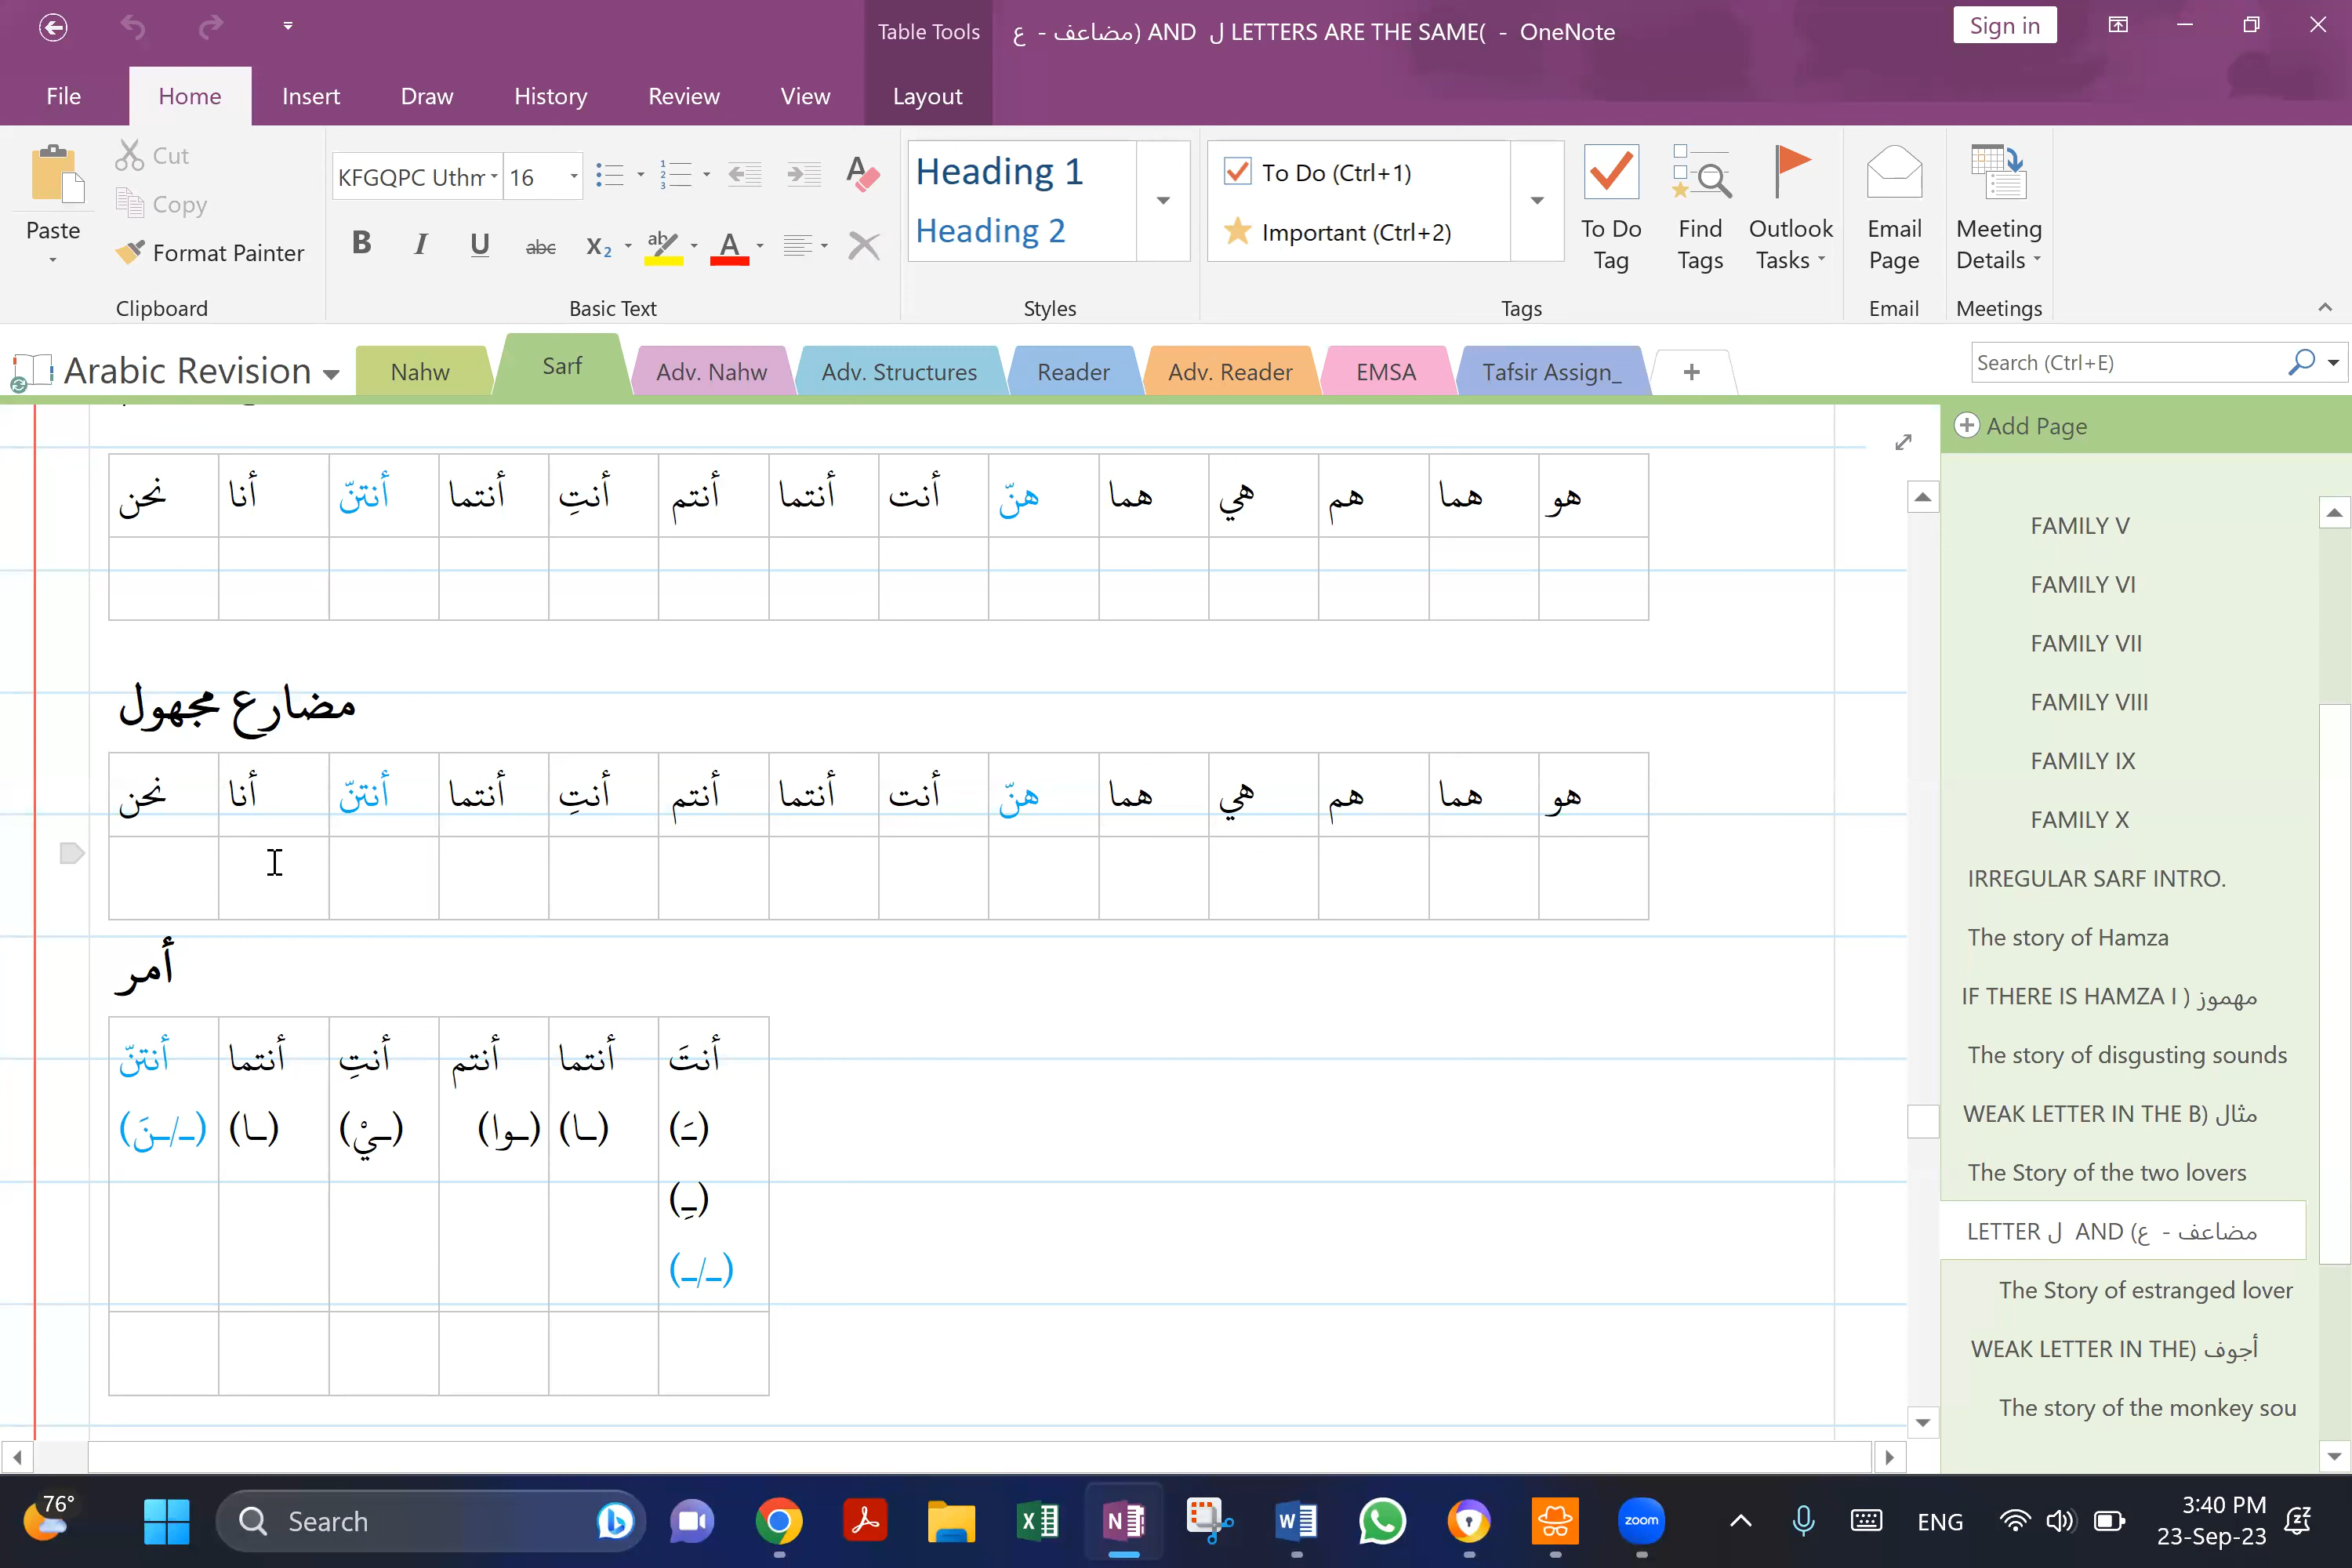 Table Tools
ع - مضاعف) AND ل LETTERS ARE THE SAME( - OneNote
Sign in
File
Home
Insert
Draw
History
Review
View
Layout
Paste
Cut
Copy
Format Painter
Clipboard
KFGQPC Uthm
16
Basic Text
Heading 1
Heading 2
Styles
To Do (Ctrl+1)
Important (Ctrl+2)
To Do Tag
Find Tags
Outlook Tasks
Tags
Email Page
Email
Meeting Details
Meetings
Arabic Revision
Nahw
Sarf
Adv. Nahw
Adv. Structures
Reader
Adv. Reader
EMSA
Tafsir Assign_
Search (Ctrl+E)
هو هما هم هي هما هنّ أنت أنتما أنتم أنتِ أنتما أنتنّ أنا نحن
مضارع مجهول
هو هما هم هي هما هنّ أنت أنتما أنتم أنتِ أنتما أنتنّ أنا نحن
أمر
أنتَ أنتما أنتم أنتِ أنتما أنتنّ
(ـَ) (ـا) (ـوا) (ـيْ) (ـا) (ـ/ـنَ)
(ـِ)
(ـ/ـ)
Add Page
FAMILY V
FAMILY VI
FAMILY VII
FAMILY VIII
FAMILY IX
FAMILY X
IRREGULAR SARF INTRO.
The story of Hamza
IF THERE IS HAMZA I ) مهموز
The story of disgusting sounds
WEAK LETTER IN THE B) مثال
The Story of the two lovers
LETTER ل AND (ع - مضاعف
The Story of estranged lover
WEAK LETTER IN THE) أجوف
The story of the monkey sou
76°
Search
zoom
ENG
3:40 PM
23-Sep-23